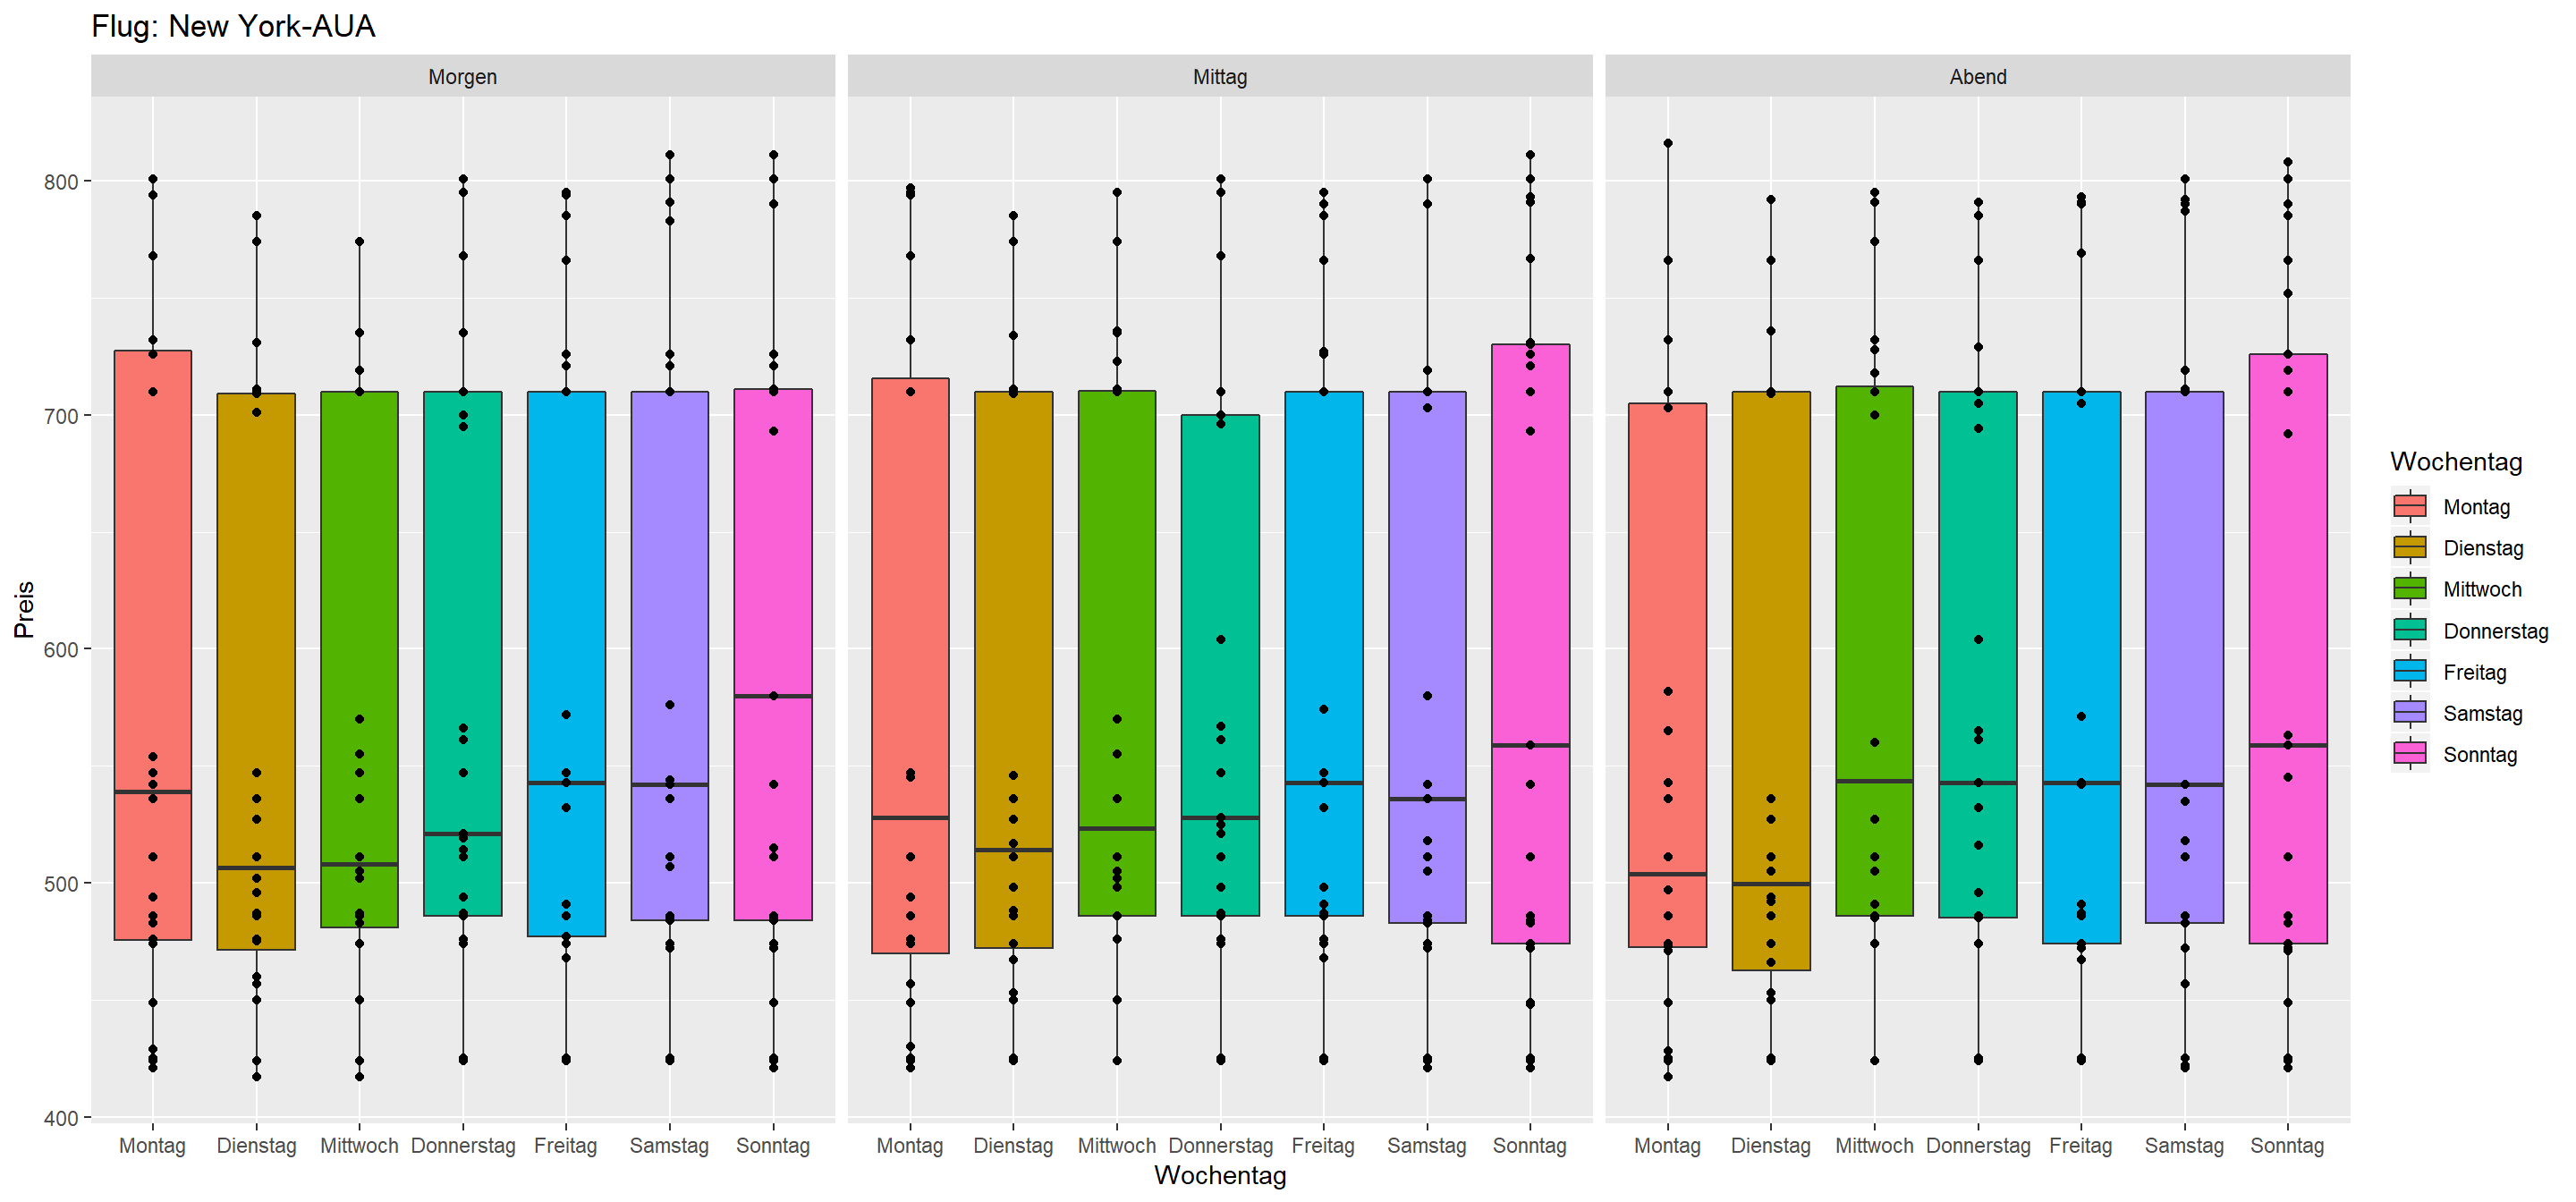 Flug: New York-AUA
Morgen Mittag Abend
Preis
800
700
600
500
400
Montag Dienstag Mittwoch Donnerstag Freitag Samstag Sonntag Montag Dienstag Mittwoch Donnerstag Freitag Samstag Sonntag Montag Dienstag Mittwoch Donnerstag Freitag Samstag Sonntag
Wochentag
Wochentag
Montag
Dienstag
Mittwoch
Donnerstag
Freitag
Samstag
Sonntag